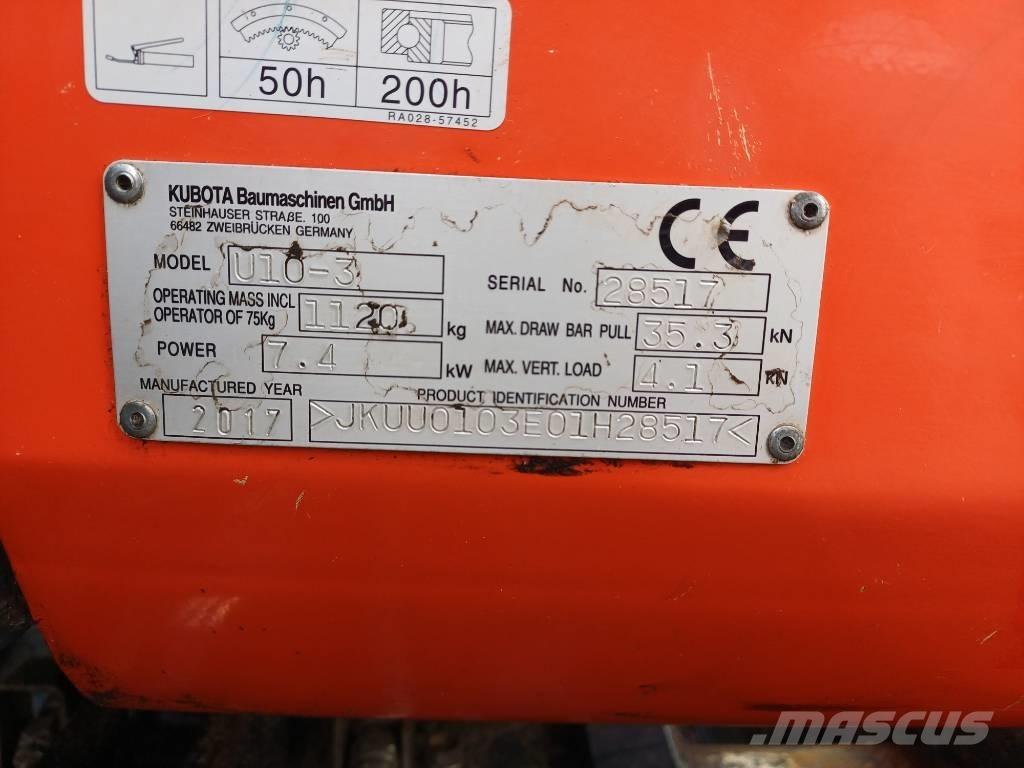 50h 200h
RA028-57452
KUBOTA Baumaschinen GmbH
STEINHAUSER STRAßE. 100
66482 ZWEIBRÜCKEN GERMANY
CE
MODEL U10-3
SERIAL No. 28517
OPERATING MASS INCL
OPERATOR OF 75Kg 1120 kg
MAX. DRAW BAR PULL 35.3 kN
POWER 7.4 kW
MAX. VERT. LOAD 4.1 kN
MANUFACTURED YEAR
2017
PRODUCT IDENTIFICATION NUMBER
>JKUU0103E01H28517<
MASCUS